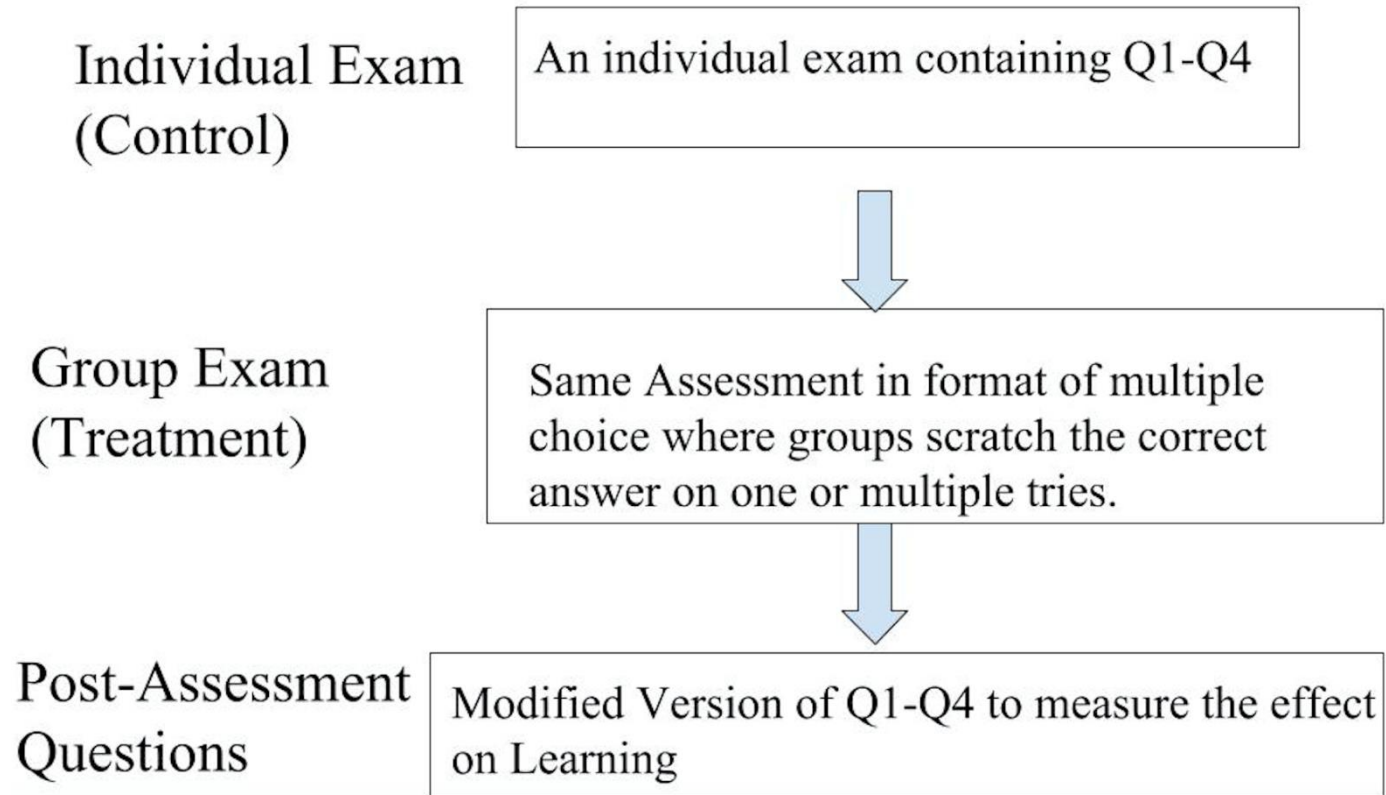 Individual Exam
(Control)
An individual exam containing Q1-Q4
Group Exam
(Treatment)
Same Assessment in format of multiple
choice where groups scratch the correct
answer on one or multiple tries.
Post-Assessment
Questions
Modified Version of Q1-Q4 to measure the effect
on Learning